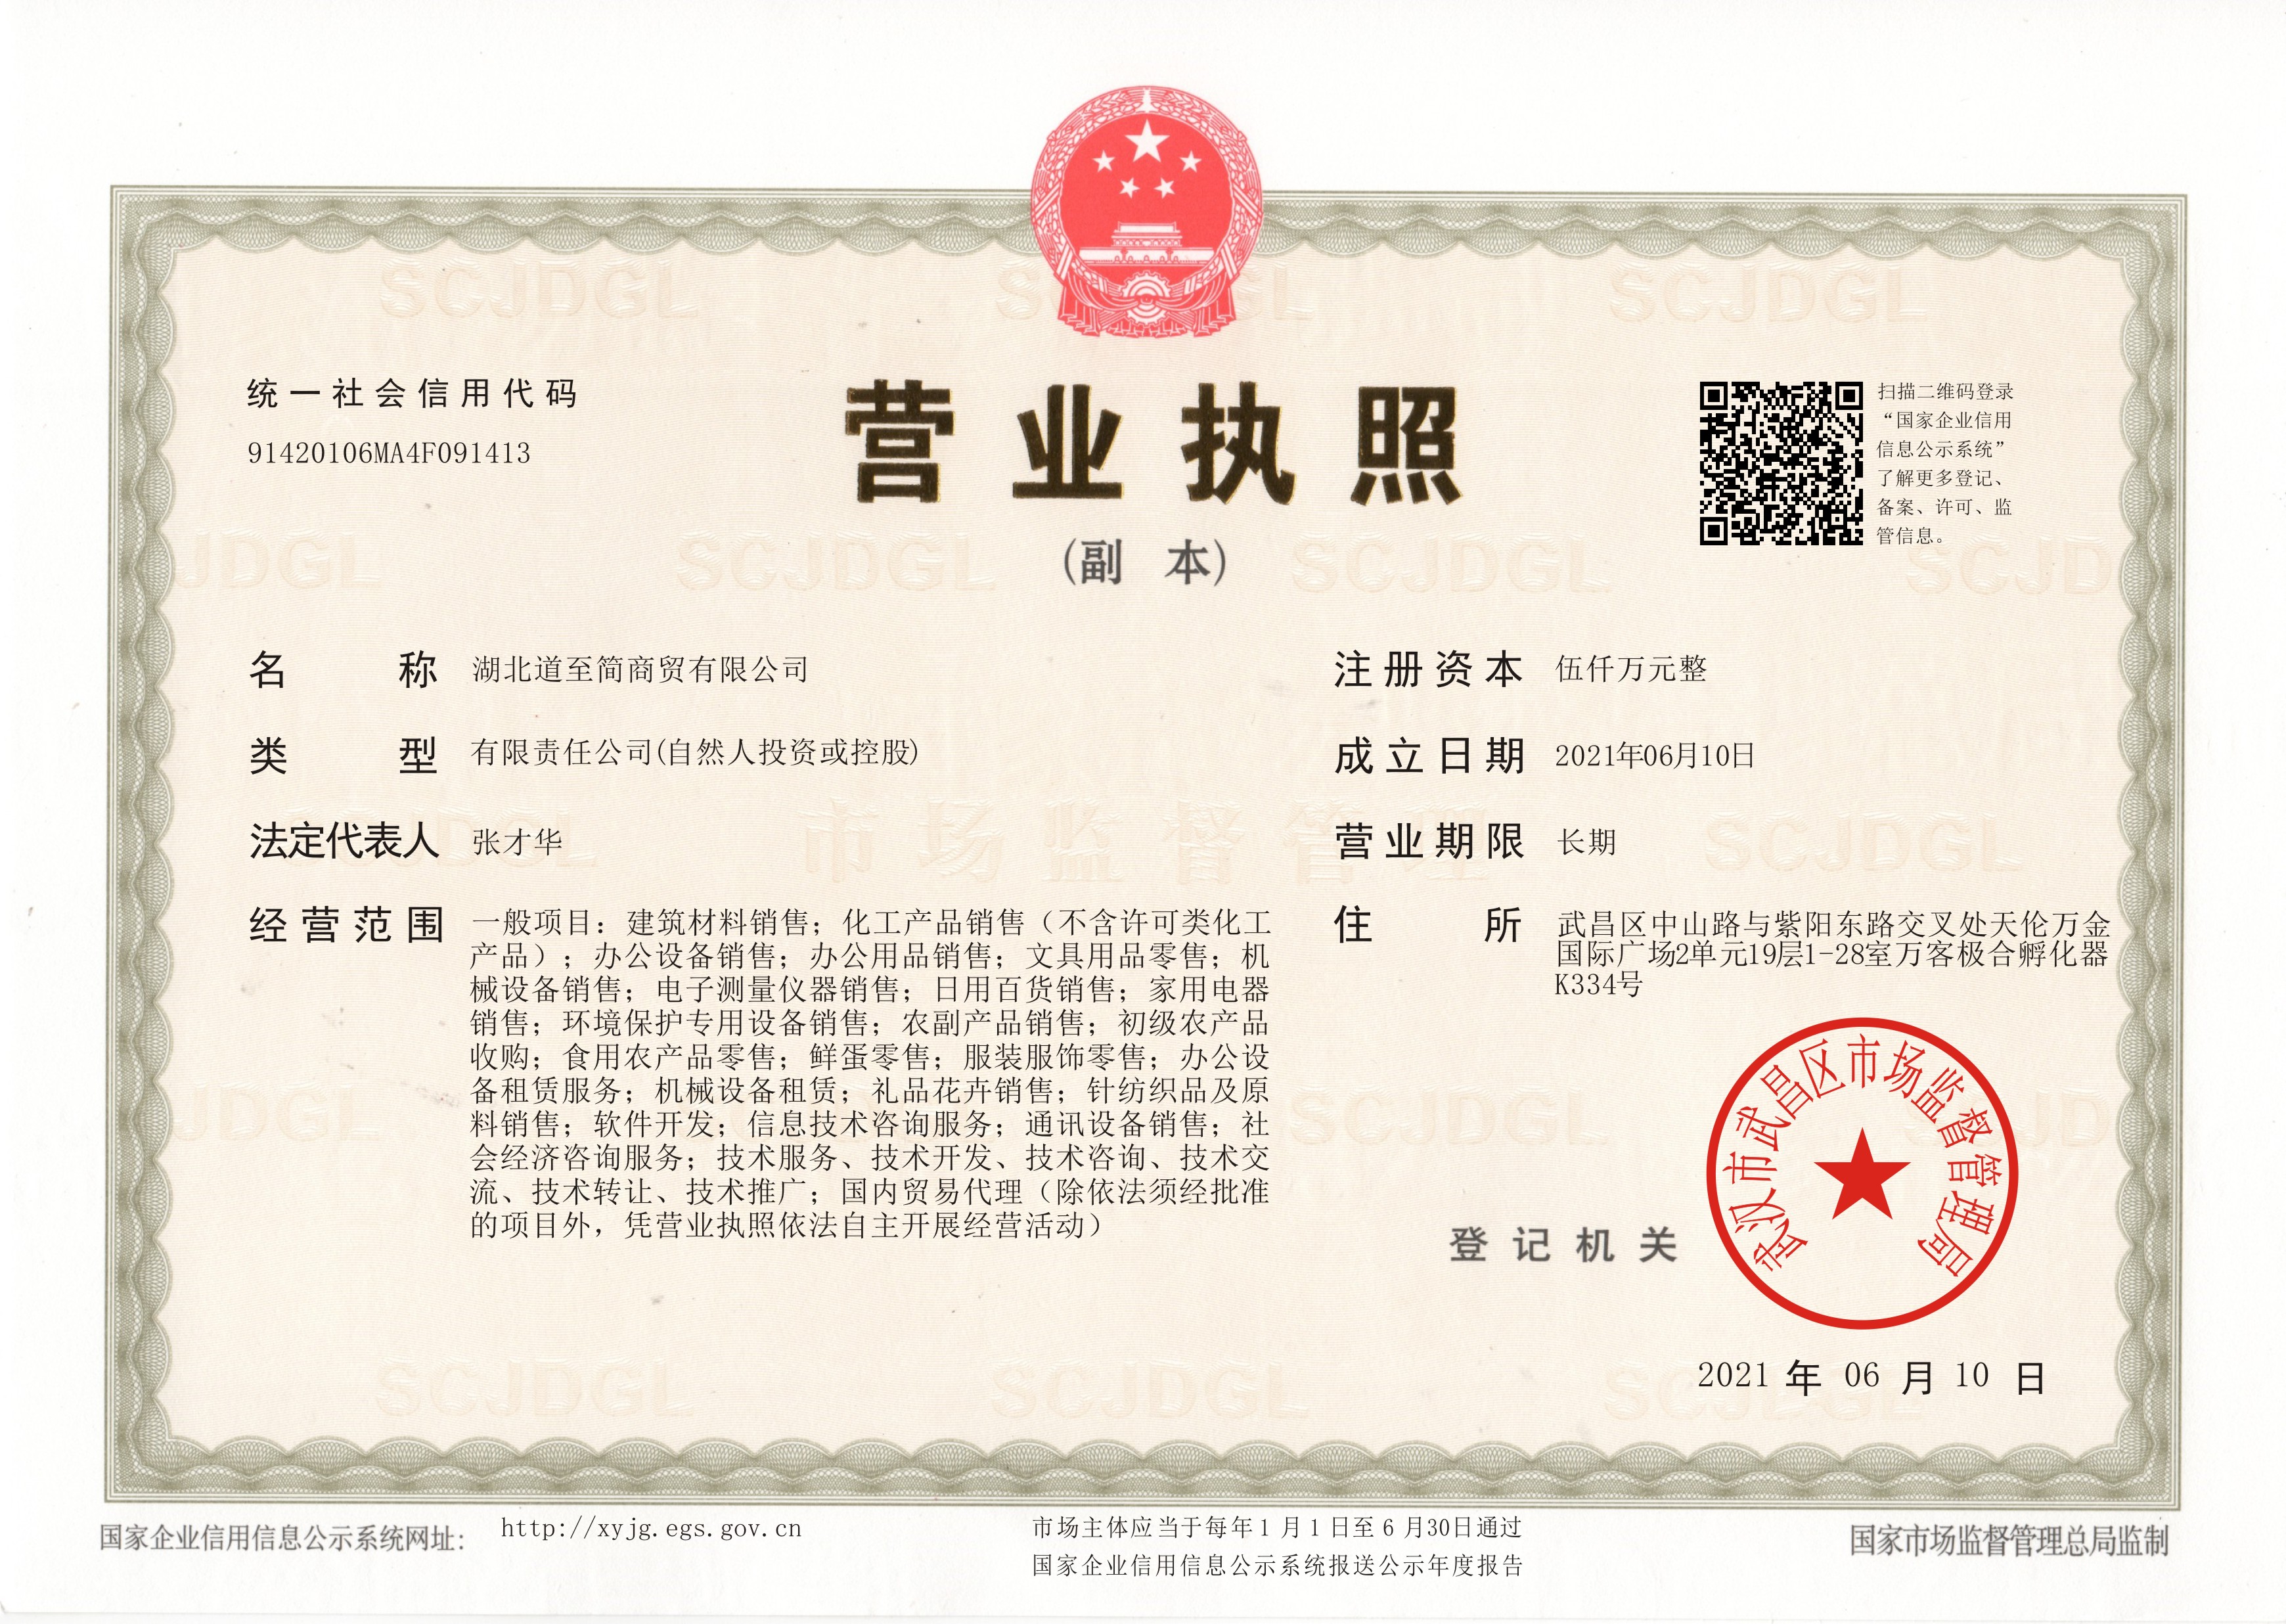 统一社会信用代码
91420106MA4F091413
营业执照
(副 本)
扫描二维码登录
“国家企业信用
信息公示系统”
了解更多登记、
备案、许可、监
管信息。
名 称 湖北道至简商贸有限公司
类 型 有限责任公司(自然人投资或控股)
法定代表人 张才华
经营范围 一般项目：建筑材料销售；化工产品销售（不含许可类化工
产品）；办公设备销售；办公用品销售；文具用品零售；机
械设备销售；电子测量仪器销售；日用百货销售；家用电器
销售；环境保护专用设备销售；农副产品销售；初级农产品
收购；食用农产品零售；鲜蛋零售；服装服饰零售；办公设
备租赁服务；机械设备租赁；礼品花卉销售；针纺织品及原
料销售；软件开发；信息技术咨询服务；通讯设备销售；社
会经济咨询服务；技术服务、技术开发、技术咨询、技术交
流、技术转让、技术推广；国内贸易代理（除依法须经批准
的项目外，凭营业执照依法自主开展经营活动）
注册资本 伍仟万元整
成立日期 2021年06月10日
营业期限 长期
住 所 武昌区中山路与紫阳东路交叉处天伦万金
国际广场2单元19层1-28室万客极合孵化器
K334号
登记机关
武汉市武昌区市场监督管理局
2021 年 06 月 10 日
SCJDGL
市场监督管理
国家企业信用信息公示系统网址：
http://xyjg.egs.gov.cn
市场主体应当于每年1月1日至6月30日通过
国家企业信用信息公示系统报送公示年度报告
国家市场监督管理总局监制